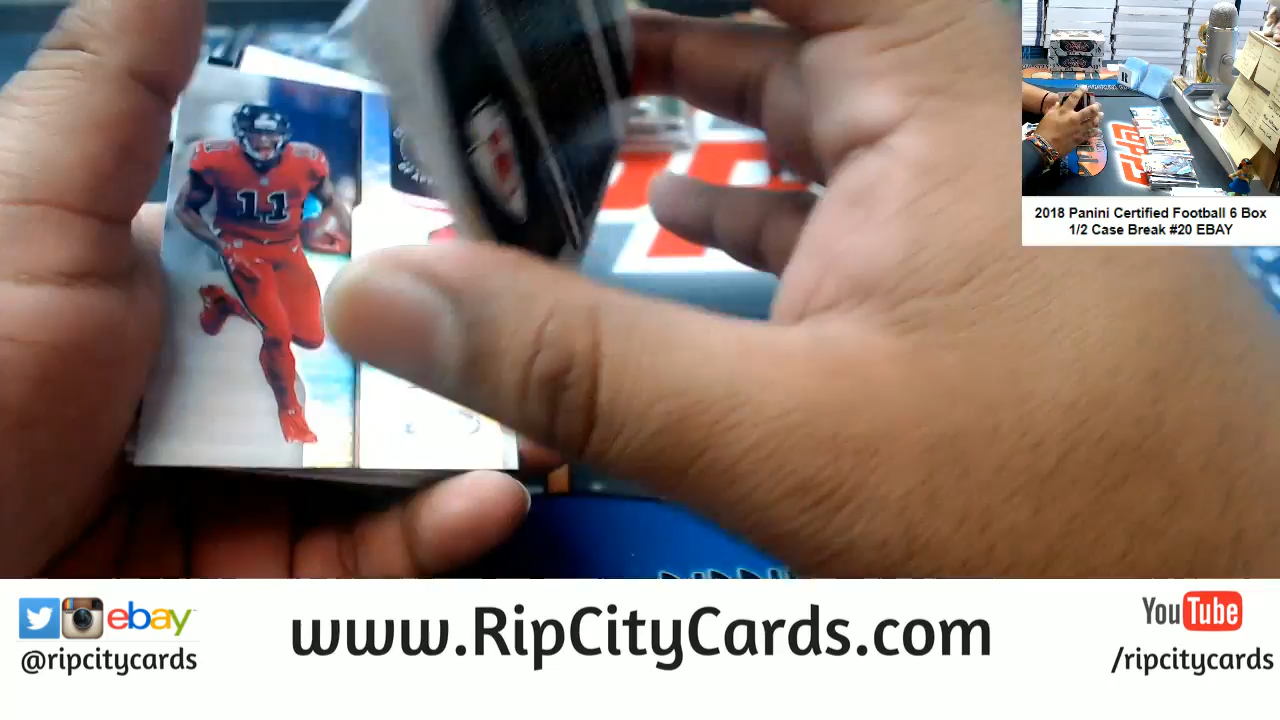 11
2018 Panini Certified Football 6 Box
1/2 Case Break #20 EBAY
ebay
@ripcitycards
www.RipCityCards.com
YouTube
/ripcitycards